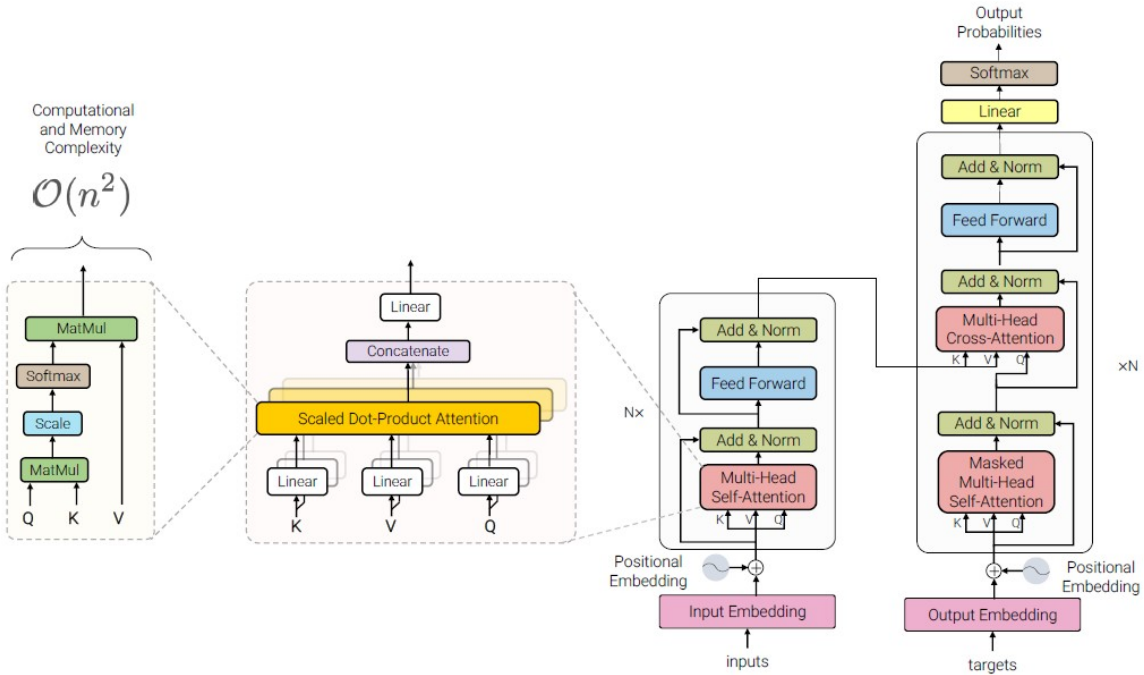 Computational
and Memory
Complexity
𝒪(n²)
MatMul
Softmax
Scale
MatMul
Q
K
V
Linear
Concatenate
Scaled Dot-Product Attention
Linear
Linear
Linear
K
V
Q
N×
Add & Norm
Feed Forward
Add & Norm
Multi-Head
Self-Attention
K
V
Q
Positional
Embedding
Input Embedding
inputs
Output
Probabilities
Softmax
Linear
Add & Norm
Feed Forward
Add & Norm
Multi-Head
Cross-Attention
K
V
Q
×N
Add & Norm
Masked
Multi-Head
Self-Attention
K
V
Q
Positional
Embedding
Output Embedding
targets